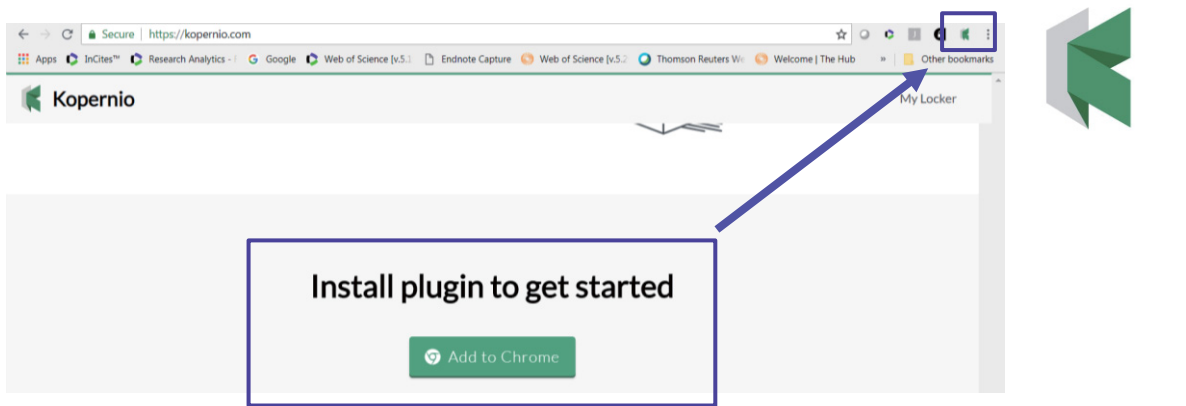 Secure | https://kopernio.com
Apps InCites™ Research Analytics - Google Web of Science [v.5. Endnote Capture Web of Science [v.5.2 Thomson Reuters We Welcome | The Hub » Other bookmarks
Kopernio My Locker
Install plugin to get started
Add to Chrome